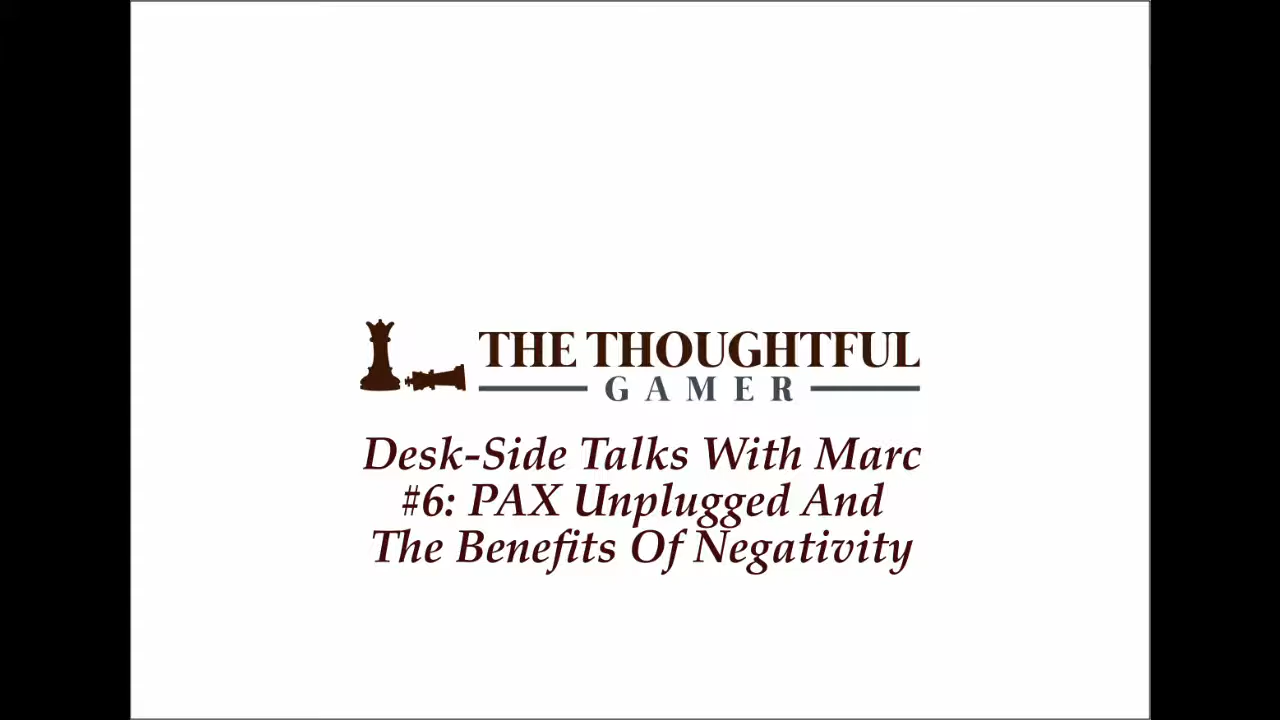 THE THOUGHTFUL
GAMER
Desk-Side Talks With Marc
#6: PAX Unplugged And
The Benefits Of Negativity